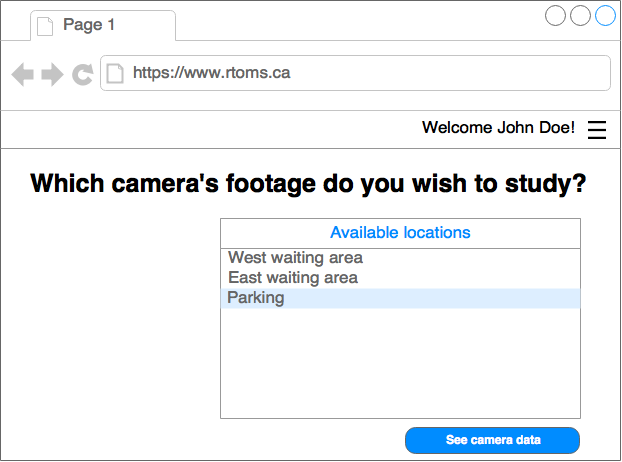 Page 1
https://www.rtoms.ca
Welcome John Doe!
Which camera's footage do you wish to study?
Available locations
West waiting area
East waiting area
Parking
See camera data